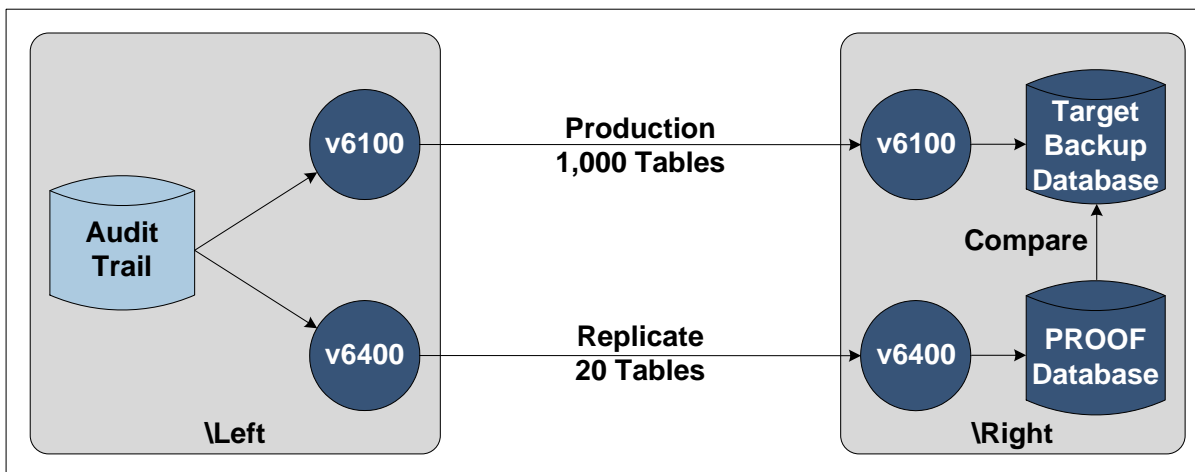 v6100
Production
1,000 Tables
v6100
Target
Backup
Database
Audit
Trail
Compare
v6400
Replicate
20 Tables
v6400
PROOF
Database
\Left
\Right